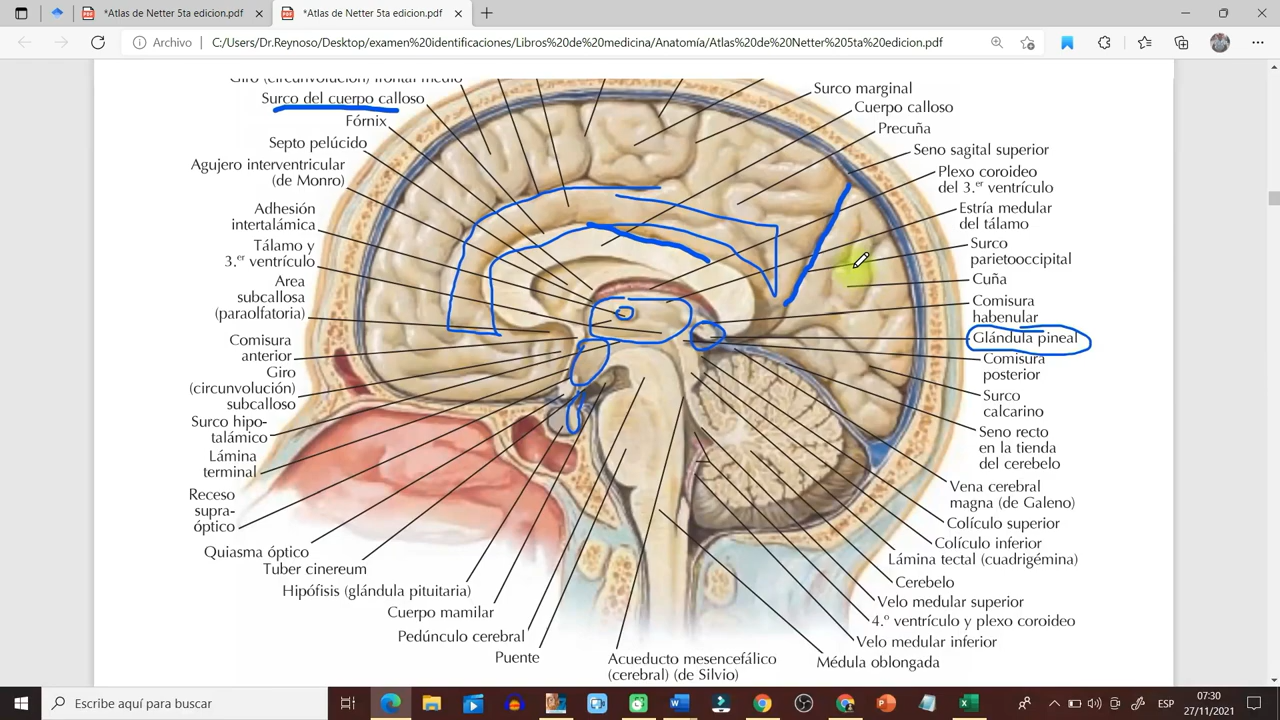 *Atlas de Netter 5ta edicion.pdf
*Atlas de Netter 5ta edicion.pdf
Archivo
C:/Users/Dr.Reynoso/Desktop/examen%20identificaciones/Libros%20de%20medicina/Anatomía/Atlas%20de%20Netter%205ta%20edicion.pdf
Giro (circunvolución) frontal medio
Surco del cuerpo calloso
Fórnix
Septo pelúcido
Agujero interventricular
(de Monro)
Adhesión
intertalámica
Tálamo y
3.er ventrículo
Area
subcallosa
(paraolfatoria)
Comisura
anterior
Giro
(circunvolución)
subcalloso
Surco hipo-
talámico
Lámina
terminal
Receso
supra-
óptico
Quiasma óptico
Tuber cinereum
Hipófisis (glándula pituitaria)
Cuerpo mamilar
Pedúnculo cerebral
Puente
Acueducto mesencefálico
(cerebral) (de Silvio)
Surco marginal
Cuerpo calloso
Precuña
Seno sagital superior
Plexo coroideo
del 3.er ventrículo
Estría medular
del tálamo
Surco
parietooccipital
Cuña
Comisura
habenular
Glándula pineal
Comisura
posterior
Surco
calcarino
Seno recto
en la tienda
del cerebelo
Vena cerebral
magna (de Galeno)
Colículo superior
Colículo inferior
Lámina tectal (cuadrigémina)
Cerebelo
Velo medular superior
4.º ventrículo y plexo coroideo
Velo medular inferior
Médula oblongada
Escribe aquí para buscar
ESP
07:30
27/11/2021